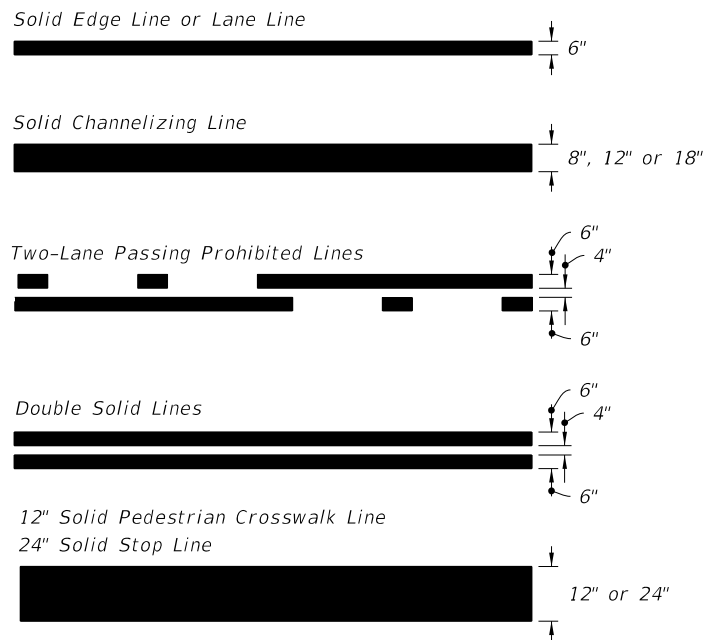 Solid Edge Line or Lane Line
6"
Solid Channelizing Line
8", 12" or 18"
Two-Lane Passing Prohibited Lines
6"
4"
6"
Double Solid Lines
6"
4"
6"
12" Solid Pedestrian Crosswalk Line
24" Solid Stop Line
12" or 24"